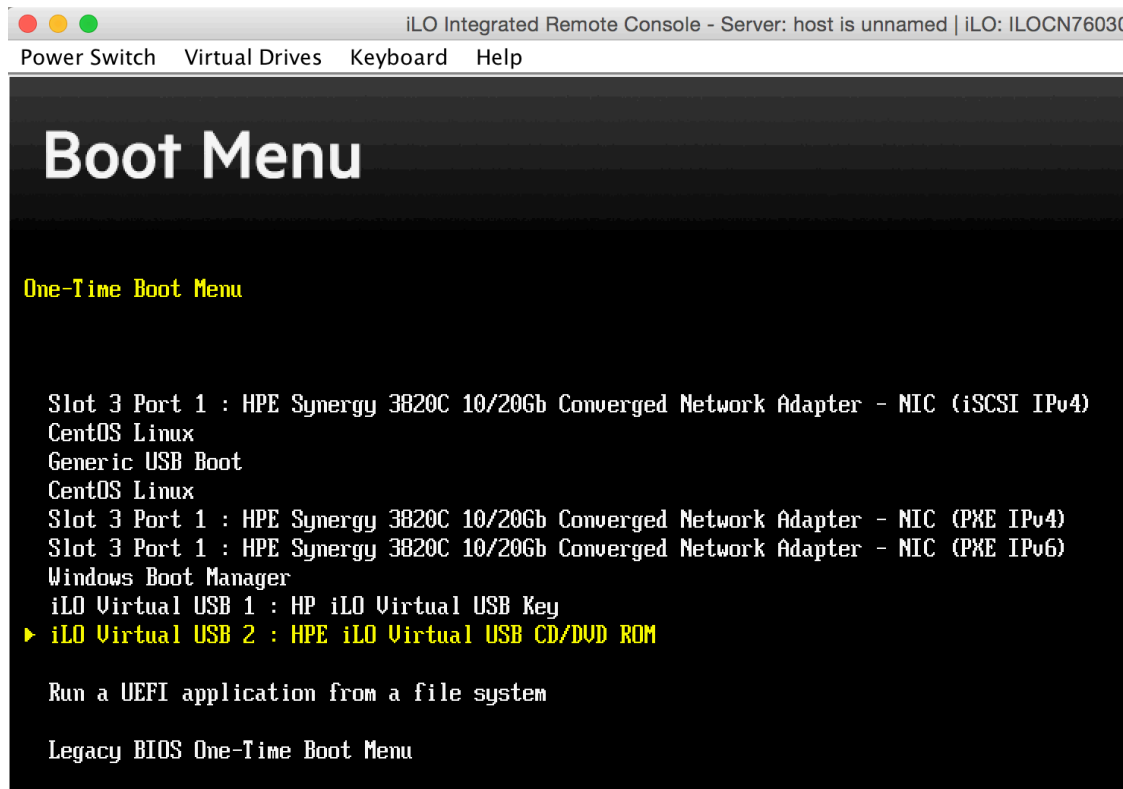 iLO Integrated Remote Console - Server: host is unnamed | iLO: ILOCN76030
Power Switch Virtual Drives Keyboard Help
Boot Menu
One-Time Boot Menu
Slot 3 Port 1 : HPE Synergy 3820C 10/20Gb Converged Network Adapter - NIC (iSCSI IPv4)
CentOS Linux
Generic USB Boot
CentOS Linux
Slot 3 Port 1 : HPE Synergy 3820C 10/20Gb Converged Network Adapter - NIC (PXE IPv4)
Slot 3 Port 1 : HPE Synergy 3820C 10/20Gb Converged Network Adapter - NIC (PXE IPv6)
Windows Boot Manager
iLO Virtual USB 1 : HP iLO Virtual USB Key
iLO Virtual USB 2 : HPE iLO Virtual USB CD/DVD ROM
Run a UEFI application from a file system
Legacy BIOS One-Time Boot Menu